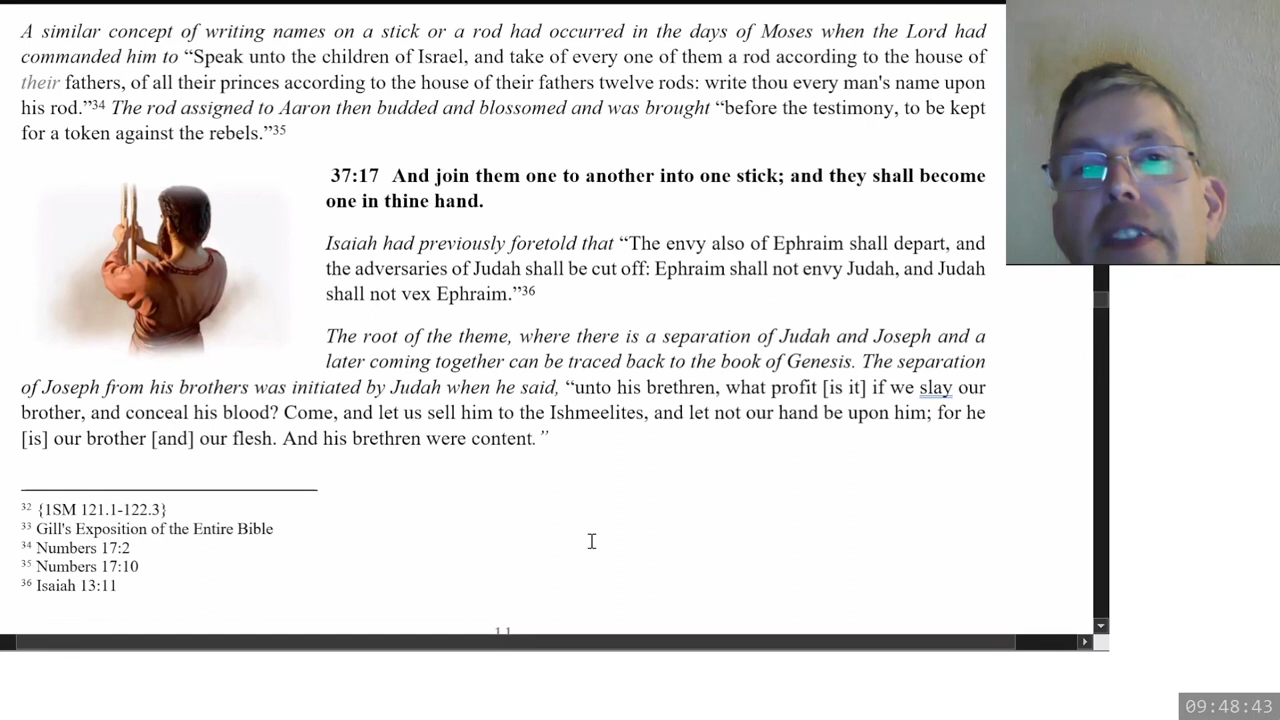 A similar concept of writing names on a stick or a rod had occurred in the days of Moses when the Lord had
commanded him to “Speak unto the children of Israel, and take of every one of them a rod according to the house of
their fathers, of all their princes according to the house of their fathers twelve rods: write thou every man's name upon
his rod.”34 The rod assigned to Aaron then budded and blossomed and was brought “before the testimony, to be kept
for a token against the rebels.”35
37:17 And join them one to another into one stick; and they shall become
one in thine hand.
Isaiah had previously foretold that “The envy also of Ephraim shall depart, and
the adversaries of Judah shall be cut off: Ephraim shall not envy Judah, and Judah
shall not vex Ephraim.”36
The root of the theme, where there is a separation of Judah and Joseph and a
later coming together can be traced back to the book of Genesis. The separation
of Joseph from his brothers was initiated by Judah when he said, “unto his brethren, what profit [is it] if we slay our
brother, and conceal his blood? Come, and let us sell him to the Ishmeelites, and let not our hand be upon him; for he
[is] our brother [and] our flesh. And his brethren were content.”
32 {1SM 121.1-122.3}
33 Gill's Exposition of the Entire Bible
34 Numbers 17:2
35 Numbers 17:10
36 Isaiah 13:11
11
09:48:43